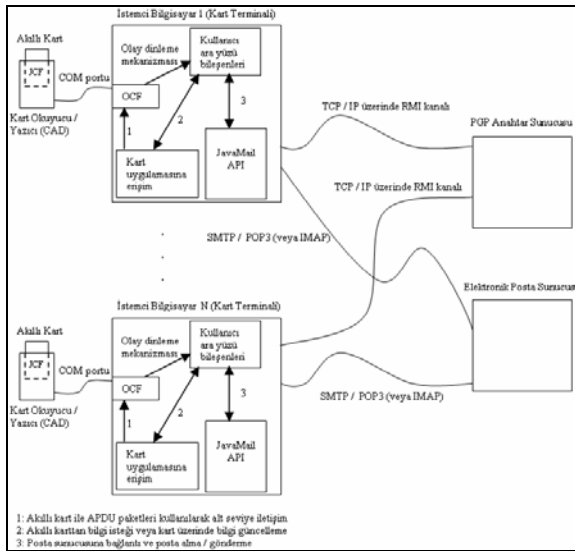 İstemci Bilgisayar 1 (Kart Terminali)
Akıllı Kart
JCF
COM portu
Kart Okuyucu /
Yazıcı (CAD)
Olay dinleme
mekanizması
Kullanıcı
ara yüzü
bileşenleri
OCF
1
2
3
Kart
uygulamasına
erişim
JavaMail
API
TCP / IP üzerinde RMI kanalı
PGP Anahtar Sunucusu
TCP / IP üzerinde RMI kanalı
SMTP / POP3 (veya IMAP)
Elektronik Posta Sunucusu
İstemci Bilgisayar N (Kart Terminali)
Akıllı Kart
JCF
COM portu
Kart Okuyucu /
Yazıcı (CAD)
Olay dinleme
mekanizması
Kullanıcı
ara yüzü
bileşenleri
OCF
1
2
3
Kart
uygulamasına
erişim
JavaMail
API
SMTP / POP3 (veya IMAP)
1: Akıllı kart ile APDU paketleri kullanılarak alt seviye iletişim
2: Akıllı karttan bilgi isteği veya kart üzerinde bilgi güncelleme
3: Posta sunucusuna bağlantı ve posta alma / gönderme